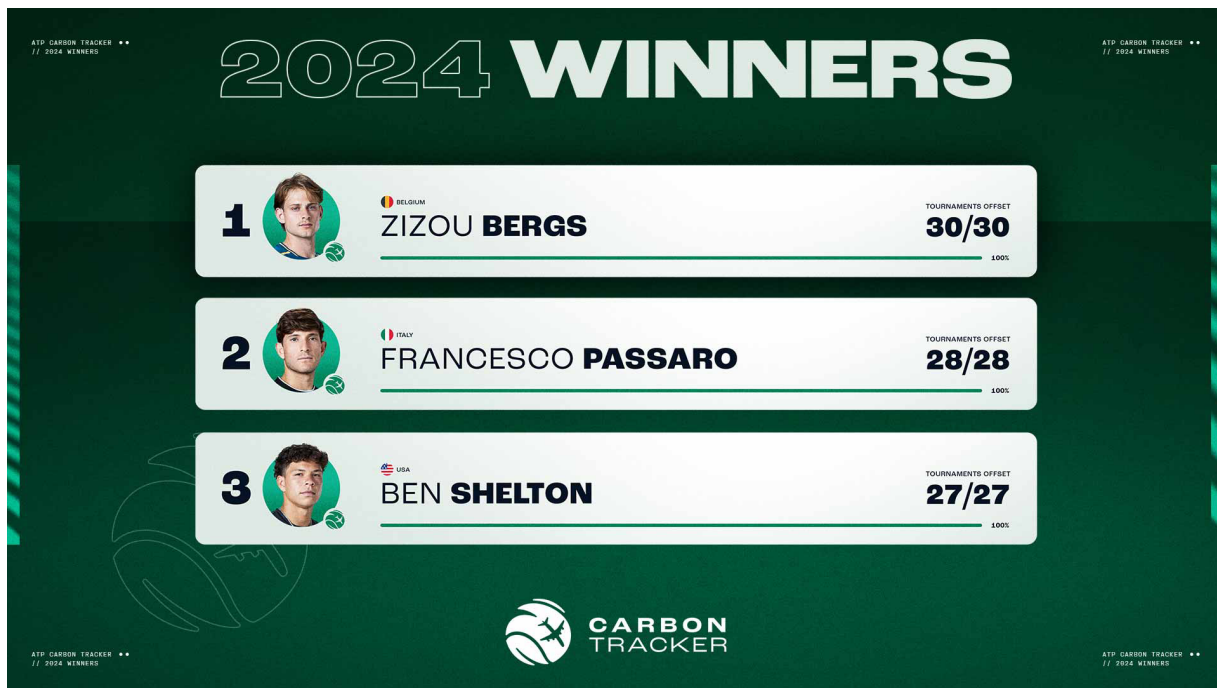 ATP CARBON TRACKER ●●
// 2024 WINNERS
2024 WINNERS
ATP CARBON TRACKER ●●
// 2024 WINNERS
1
BELGIUM
ZIZOU BERGS
TOURNAMENTS OFFSET
30/30
100%
2
ITALY
FRANCESCO PASSARO
TOURNAMENTS OFFSET
28/28
100%
3
USA
BEN SHELTON
TOURNAMENTS OFFSET
27/27
100%
CARBON
TRACKER
ATP CARBON TRACKER ●●
// 2024 WINNERS
ATP CARBON TRACKER ●●
// 2024 WINNERS